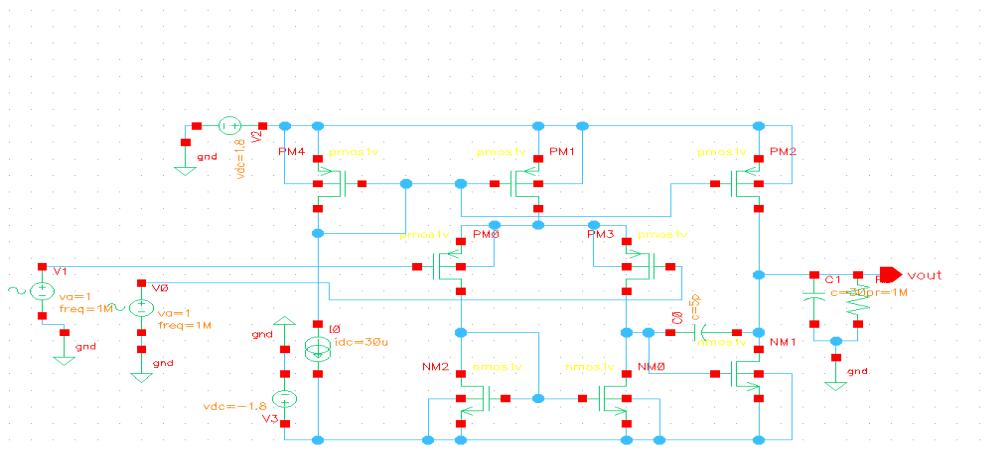 V2
vdc=1.8
gnd
PM4
pmos1v
PM1
pmos1v
PM2
pmos1v
pmos1v
PM0
PM3
pmos1v
V1
va=1
freq=1M
gnd
V0
va=1
freq=1M
gnd
gnd
I0
idc=30u
vdc=-1.8
V3
C0
c=5p
C1
c=30p
r=1M
vout
gnd
NM2
nmos1v
nmos1v
NM0
nmos1v
NM1